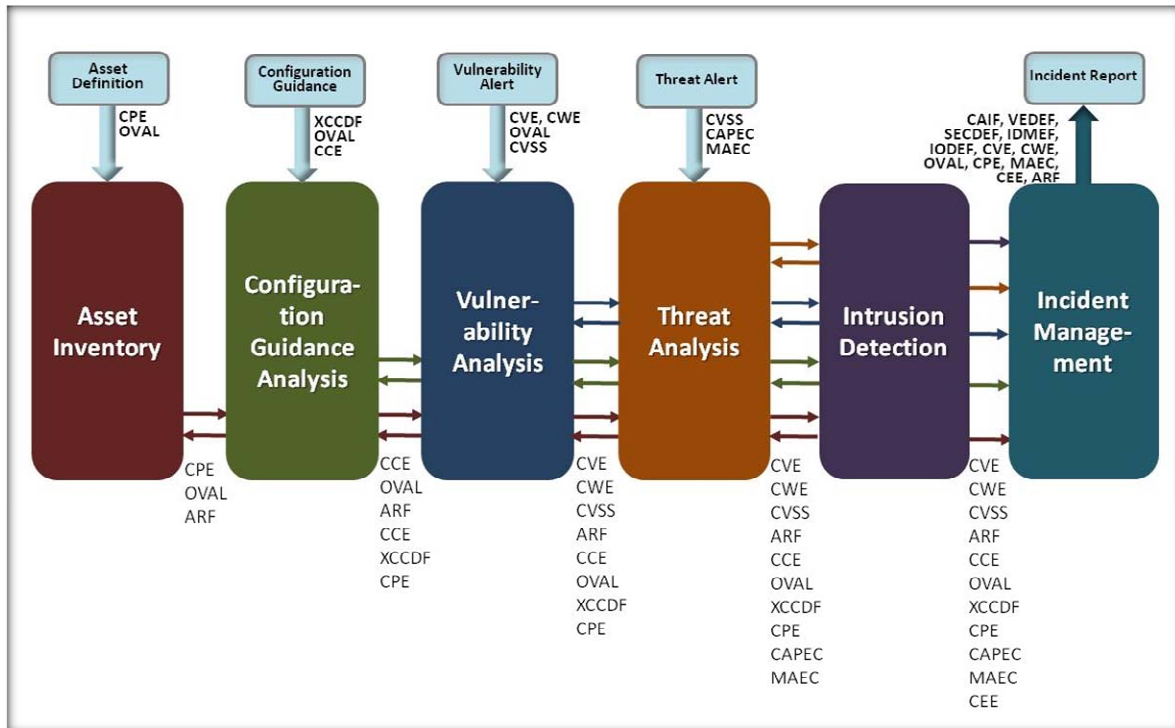 Asset
Definition
Configuration
Guidance
Vulnerability
Alert
Threat Alert
Incident Report
CPE
OVAL
XCCDF
OVAL
CCE
CVE, CWE
OVAL
CVSS
CVSS
CAPEC
MAEC
CAIF, VEDEF,
SECDEF, IDMEF,
IODEF, CVE, CWE,
OVAL, CPE, MAEC,
CEE, ARF
Asset
Inventory
Configura-
tion
Guidance
Analysis
Vulner-
ability
Analysis
Threat
Analysis
Intrusion
Detection
Incident
Manage-
ment
CPE
OVAL
ARF
CCE
OVAL
ARF
CCE
XCCDF
CPE
CVE
CWE
CVSS
ARF
CCE
OVAL
XCCDF
CPE
CVE
CWE
CVSS
ARF
CCE
OVAL
XCCDF
CPE
CAPEC
MAEC
CVE
CWE
CVSS
ARF
CCE
OVAL
XCCDF
CPE
CAPEC
MAEC
CEE